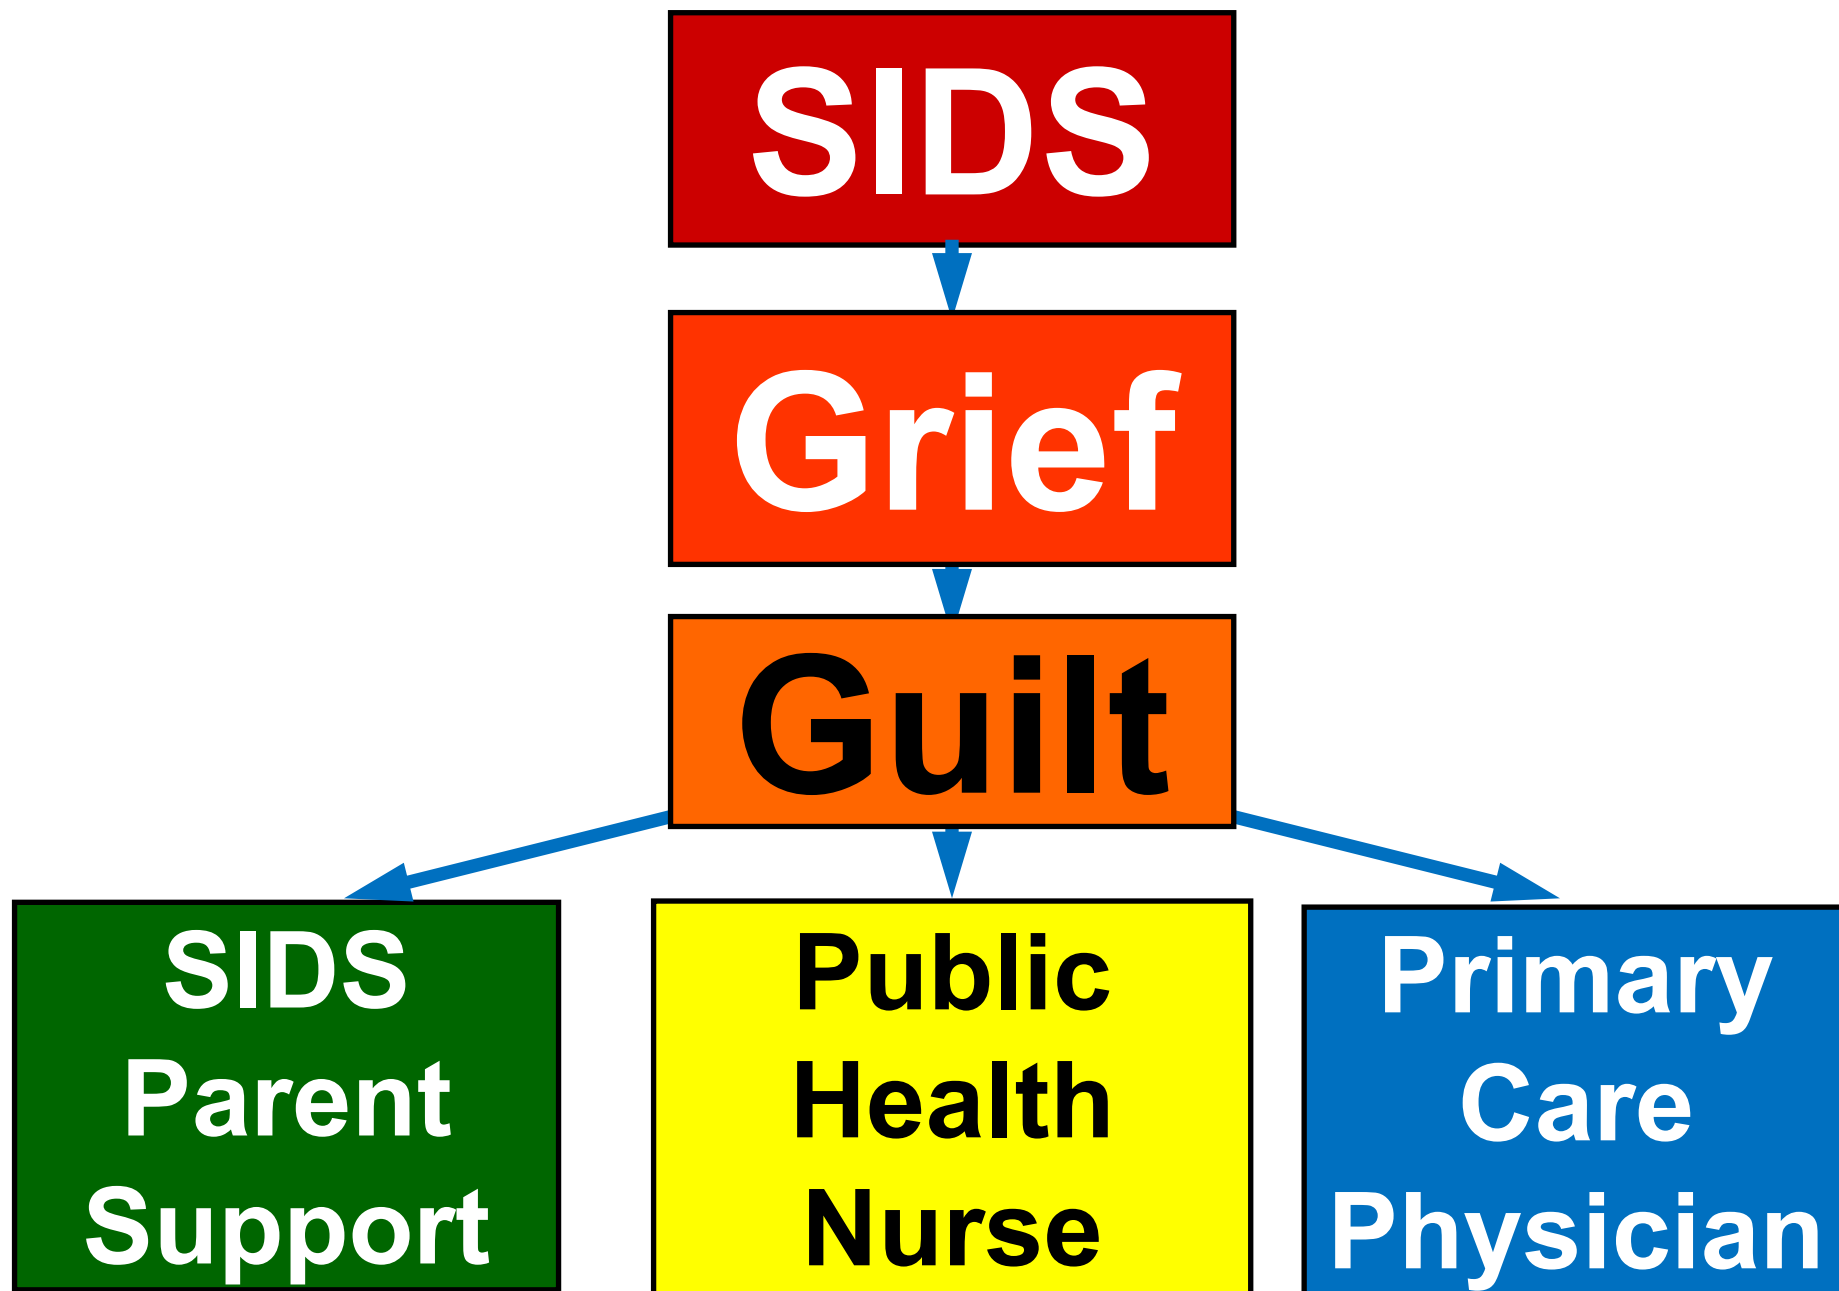 SIDS
Grief
Guilt
SIDS
Parent
Support
Public
Health
Nurse
Primary
Care
Physician